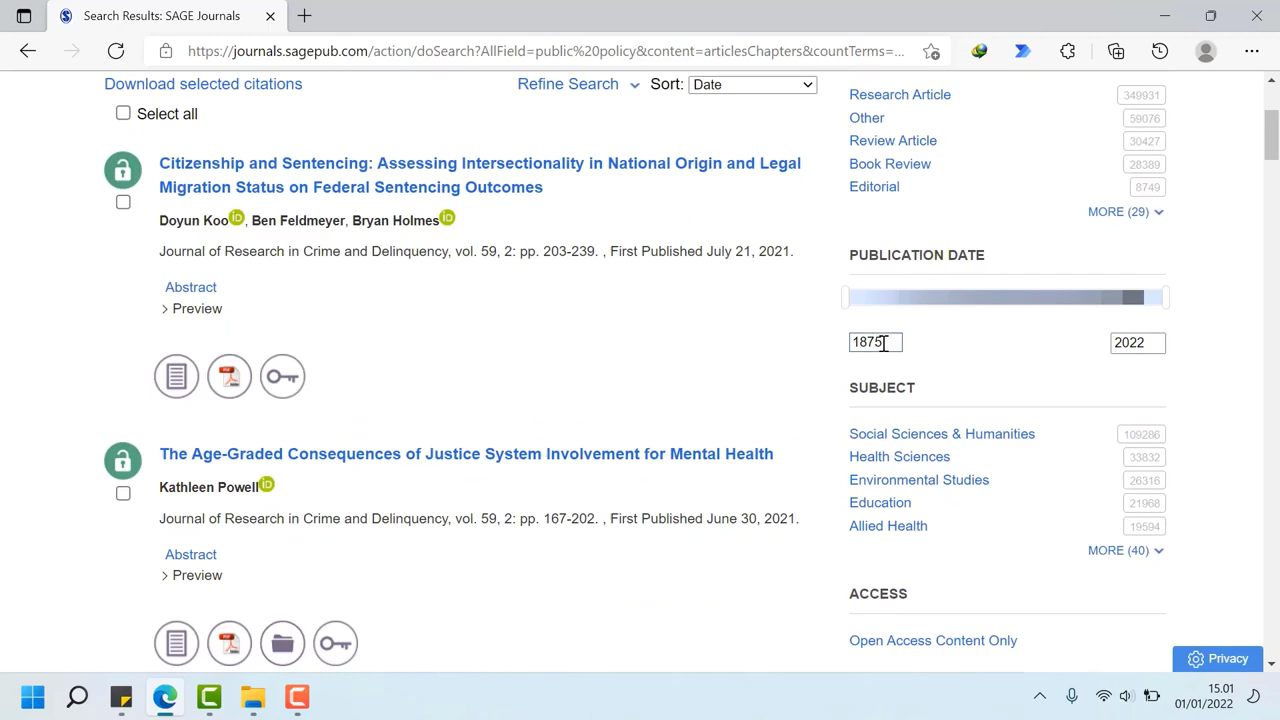 Search Results: SAGE Journals
https://journals.sagepub.com/action/doSearch?AllField=public%20policy&content=articlesChapters&countTerms=...
Download selected citations
Refine Search
Sort: Date
Select all
Citizenship and Sentencing: Assessing Intersectionality in National Origin and Legal
Migration Status on Federal Sentencing Outcomes
Doyun Koo iD, Ben Feldmeyer, Bryan Holmes iD
Journal of Research in Crime and Delinquency, vol. 59, 2: pp. 203-239. , First Published July 21, 2021.
Abstract
> Preview
PDF
The Age-Graded Consequences of Justice System Involvement for Mental Health
Kathleen Powell iD
Journal of Research in Crime and Delinquency, vol. 59, 2: pp. 167-202. , First Published June 30, 2021.
Abstract
> Preview
PDF
Research Article 349931
Other 59076
Review Article 30427
Book Review 28389
Editorial 8749
MORE (29)
PUBLICATION DATE
1875 2022
SUBJECT
Social Sciences & Humanities 109286
Health Sciences 33832
Environmental Studies 26316
Education 21968
Allied Health 19594
MORE (40)
ACCESS
Open Access Content Only
Privacy
15.01
01/01/2022